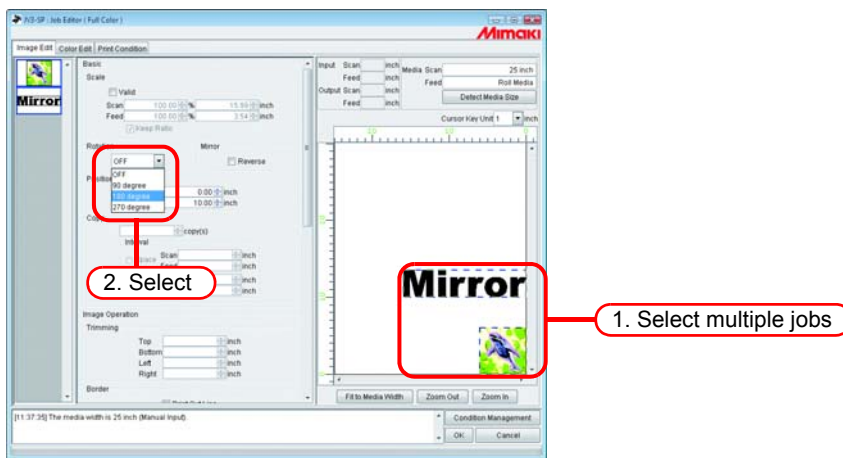 JV3-SP : Job Editor ( Full Color )
Mimaki
Image Edit Color Edit Print Condition
Mirror
Basic
Scale
Valid
Scan 100.00 % 15.99 inch
Feed 100.00 % 3.54 inch
Keep Ratio
Rotation Mirror
OFF Reverse
OFF
90 degree
180 degree
270 degree
0.00 inch
10.00 inch
copy(s)
Interval
Space Scan inch
inch
inch
inch
2. Select
Image Operation
Trimming
Top inch
Bottom inch
Left inch
Right inch
Border
Input Scan inch
Feed inch
Output Scan inch
Feed inch
Media Scan 25 inch
Feed Roll Media
Detect Media Size
Cursor Key Unit 1 inch
Mirror
1. Select multiple jobs
Fit to Media Width Zoom Out Zoom In
[11:37:35] The media width is 25 inch (Manual Input).
Condition Management
OK Cancel